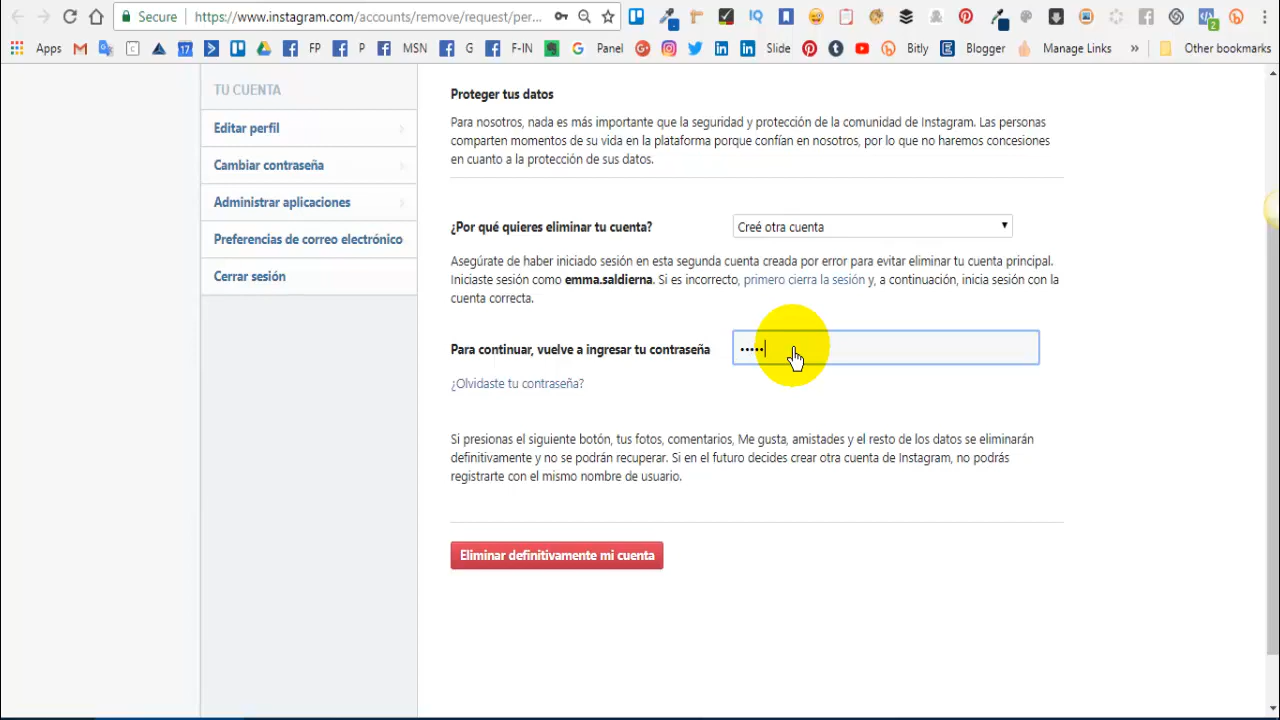 Secure
https://www.instagram.com/accounts/remove/request/per...
Apps
FP
P
MSN
G
F-IN
Panel
Slide
Bitly
Blogger
Manage Links
»
Other bookmarks
TU CUENTA
Editar perfil
Cambiar contraseña
Administrar aplicaciones
Preferencias de correo electrónico
Cerrar sesión
Proteger tus datos
Para nosotros, nada es más importante que la seguridad y protección de la comunidad de Instagram. Las personas
comparten momentos de su vida en la plataforma porque confían en nosotros, por lo que no haremos concesiones
en cuanto a la protección de sus datos.
¿Por qué quieres eliminar tu cuenta?
Creé otra cuenta
Asegúrate de haber iniciado sesión en esta segunda cuenta creada por error para evitar eliminar tu cuenta principal.
Iniciaste sesión como emma.saldierna. Si es incorrecto, primero cierra la sesión y, a continuación, inicia sesión con la
cuenta correcta.
Para continuar, vuelve a ingresar tu contraseña
•••••
¿Olvidaste tu contraseña?
Si presionas el siguiente botón, tus fotos, comentarios, Me gusta, amistades y el resto de los datos se eliminarán
definitivamente y no se podrán recuperar. Si en el futuro decides crear otra cuenta de Instagram, no podrás
registrarte con el mismo nombre de usuario.
Eliminar definitivamente mi cuenta